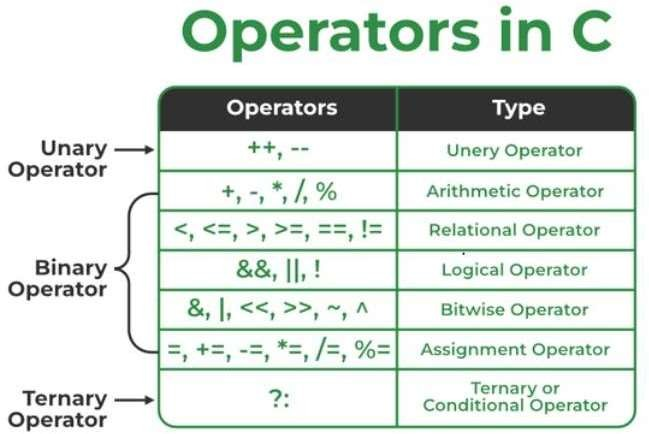 Operators in C
Operators Type
Unary
Operator
++, -- Unery Operator
+, -, *, /, % Arithmetic Operator
<, <=, >, >=, ==, != Relational Operator
Binary
Operator
&&, ||, ! Logical Operator
&, |, <<, >>, ~, ^ Bitwise Operator
=, +=, -=, *=, /=, %= Assignment Operator
Ternary
Operator
?: Ternary or
Conditional Operator